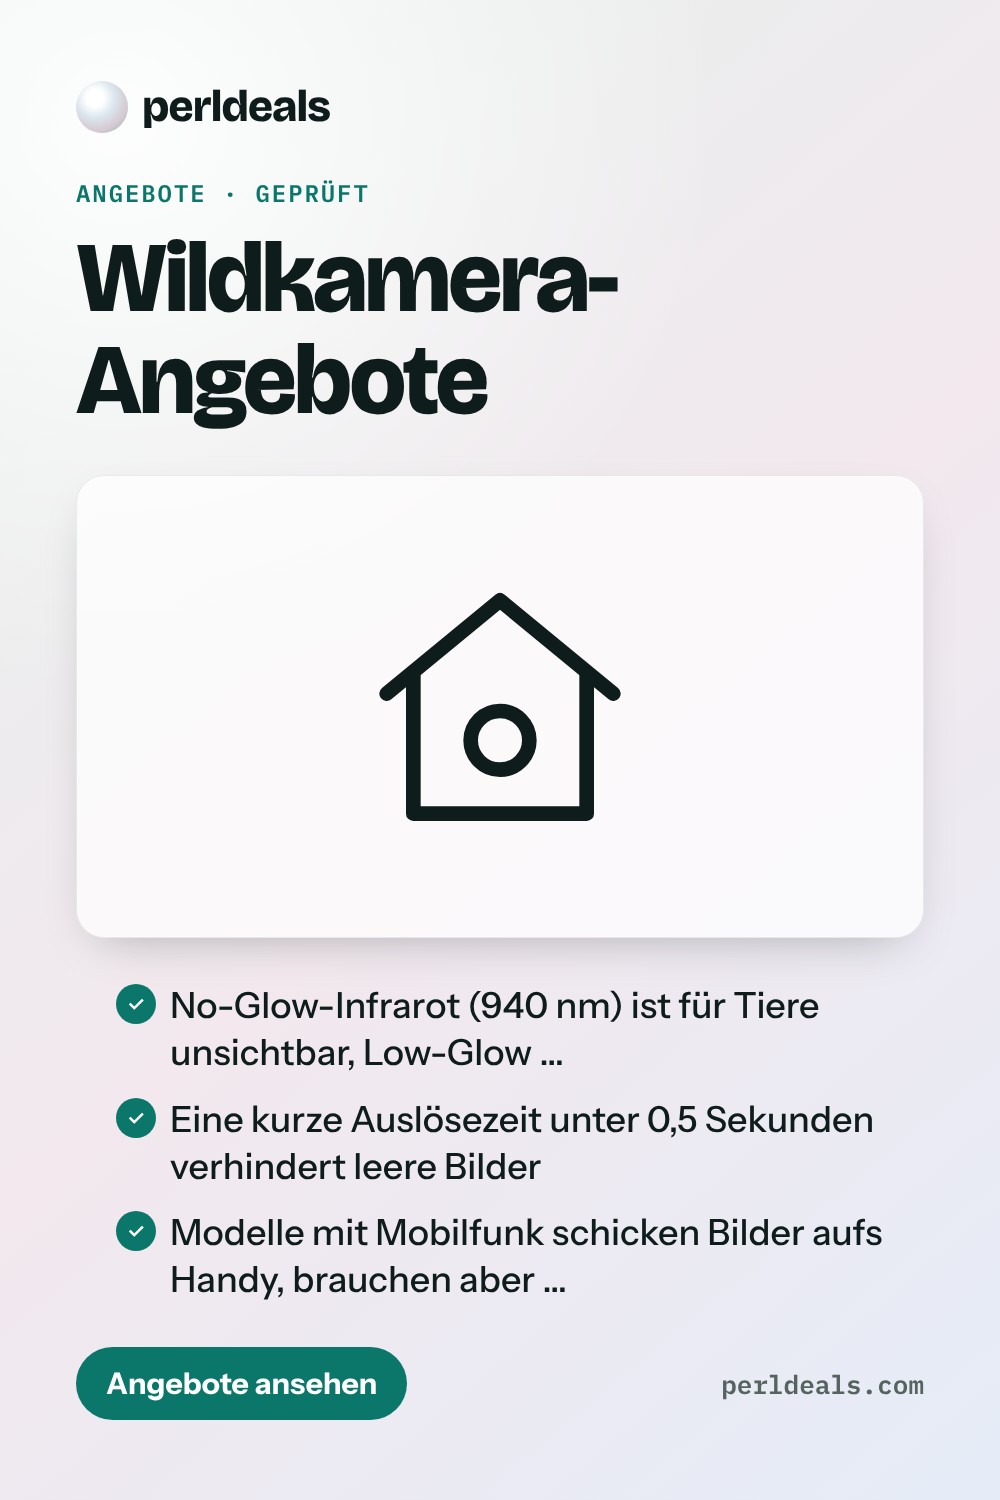 perldeals
ANGEBOTE · GEPRÜFT
Wildkamera-
Angebote
No-Glow-Infrarot (940 nm) ist für Tiere
unsichtbar, Low-Glow ...
Eine kurze Auslösezeit unter 0,5 Sekunden
verhindert leere Bilder
Modelle mit Mobilfunk schicken Bilder aufs
Handy, brauchen aber ...
Angebote ansehen
perldeals.com